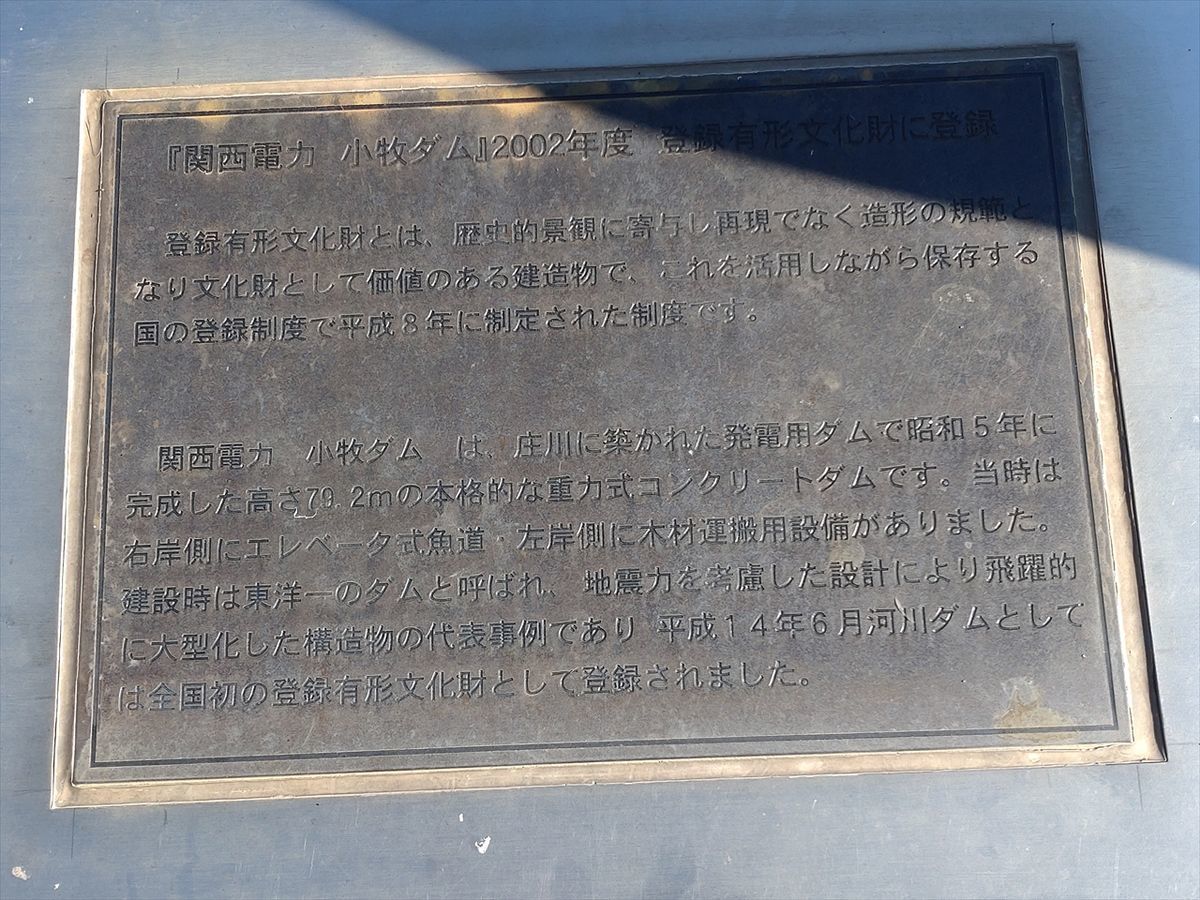 『関西電力　小牧ダム』2002年度　登録有形文化財に登録
登録有形文化財とは、歴史的景観に寄与し再現でなく造形の規範と
なり文化財として価値のある建造物で、これを活用しながら保存する
国の登録制度で平成８年に制定された制度です。
関西電力　小牧ダム　は、庄川に築かれた発電用ダムで昭和５年に
完成した高さ79.2mの本格的な重力式コンクリートダムです。当時は
右岸側にエレベータ式魚道・左岸側に木材運搬用設備がありました。
建設時は東洋一のダムと呼ばれ、地震力を考慮した設計により飛躍的
に大型化した構造物の代表事例であり 平成１４年６月河川ダムとして
は全国初の登録有形文化財として登録されました。